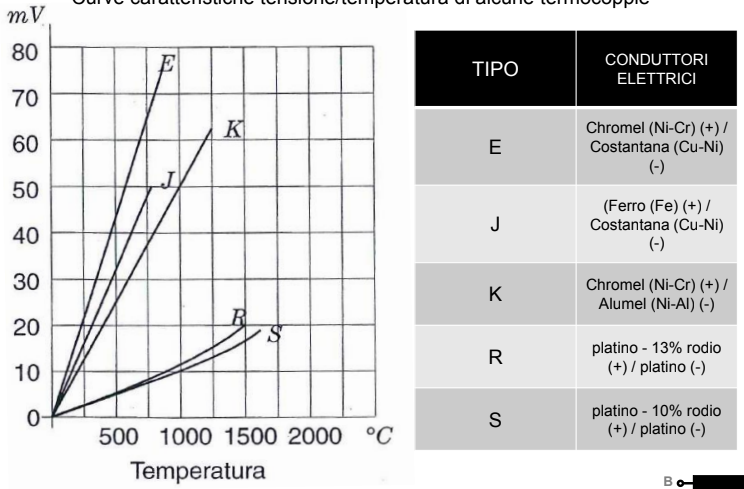 Curve caratteristiche tensione/temperatura di alcune termocoppie
mV
80
70
60
50
40
30
20
10
0
E
K
J
R
S
500 1000 1500 2000 °C
Temperatura
TIPO
CONDUTTORI
ELETTRICI
E
Chromel (Ni-Cr) (+) /
Costantana (Cu-Ni)
(-)
J
(Ferro (Fe) (+) /
Costantana (Cu-Ni)
(-)
K
Chromel (Ni-Cr) (+) /
Alumel (Ni-Al) (-)
R
platino - 13% rodio
(+) / platino (-)
S
platino - 10% rodio
(+) / platino (-)
B